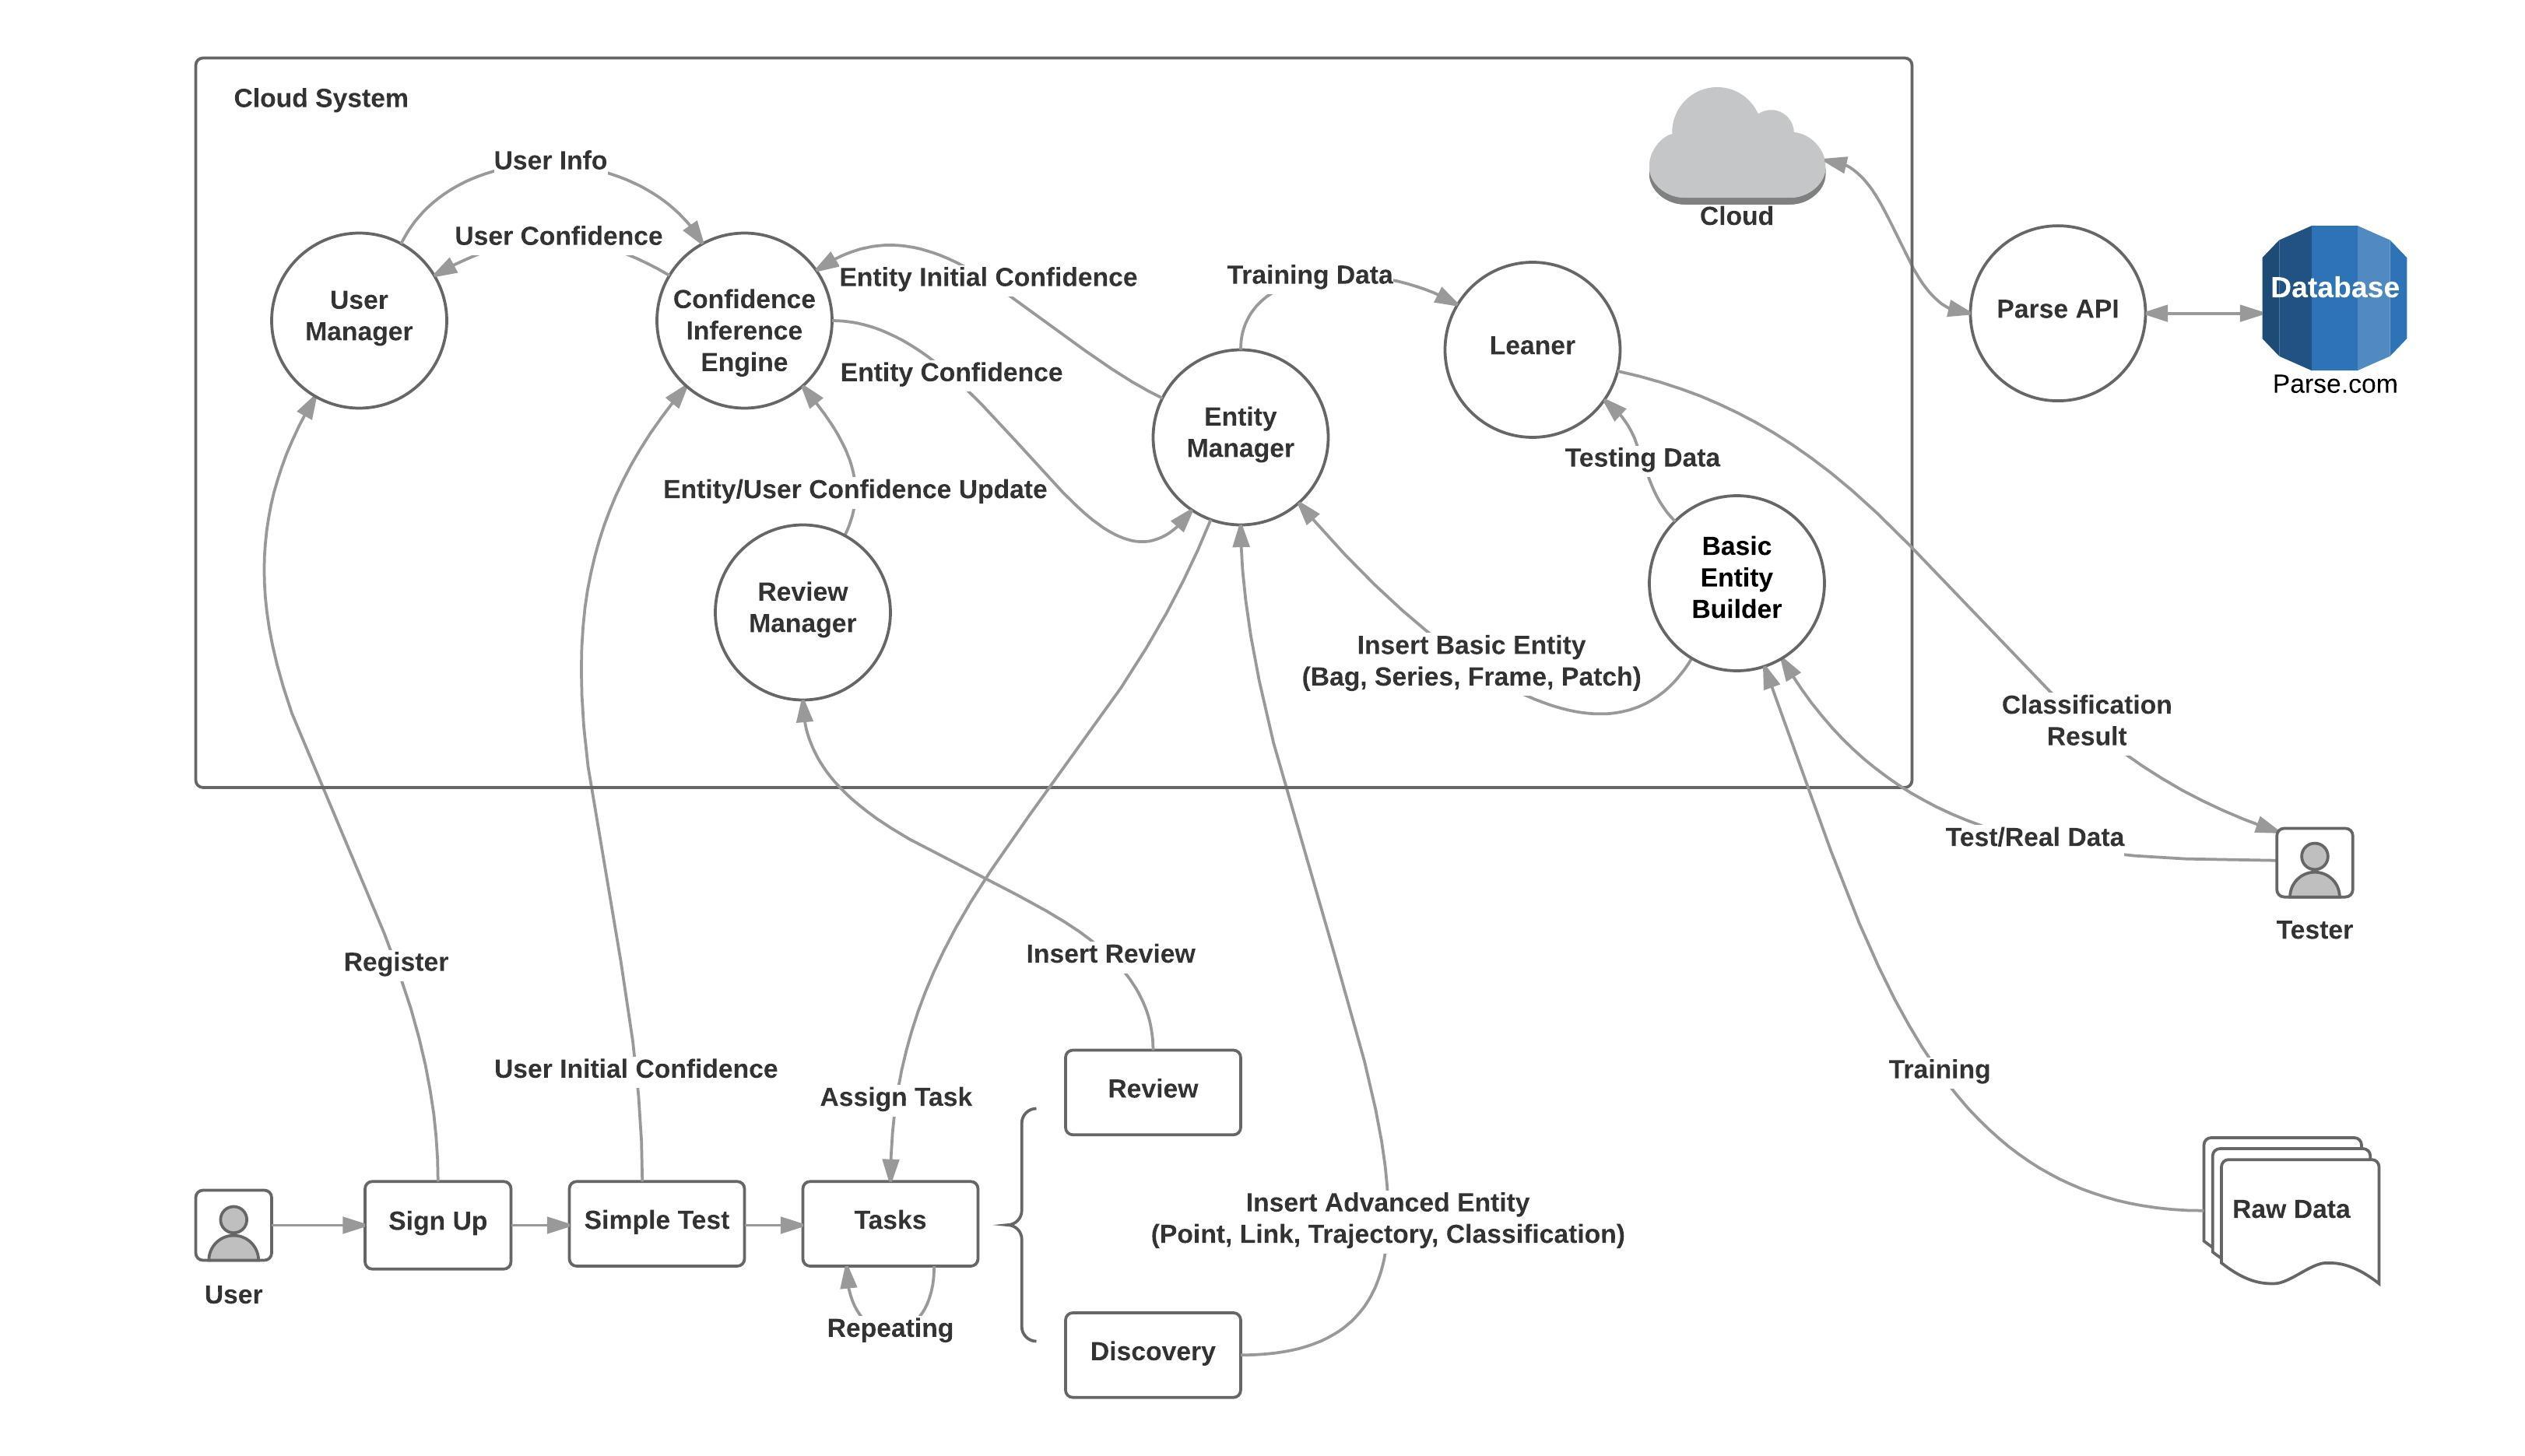 Cloud System
User Info
User Confidence
User
Manager
Confidence
Inference
Engine
Entity Initial Confidence
Entity Confidence
Entity/User Confidence Update
Review
Manager
Entity
Manager
Training Data
Leaner
Testing Data
Cloud
Parse API
Database
Parse.com
Basic
Entity
Builder
Insert Basic Entity
(Bag, Series, Frame, Patch)
Classification
Result
Test/Real Data
Tester
Register
Insert Review
User Initial Confidence
Assign Task
Review
Training
User
Sign Up
Simple Test
Tasks
Repeating
Insert Advanced Entity
(Point, Link, Trajectory, Classification)
Discovery
Raw Data